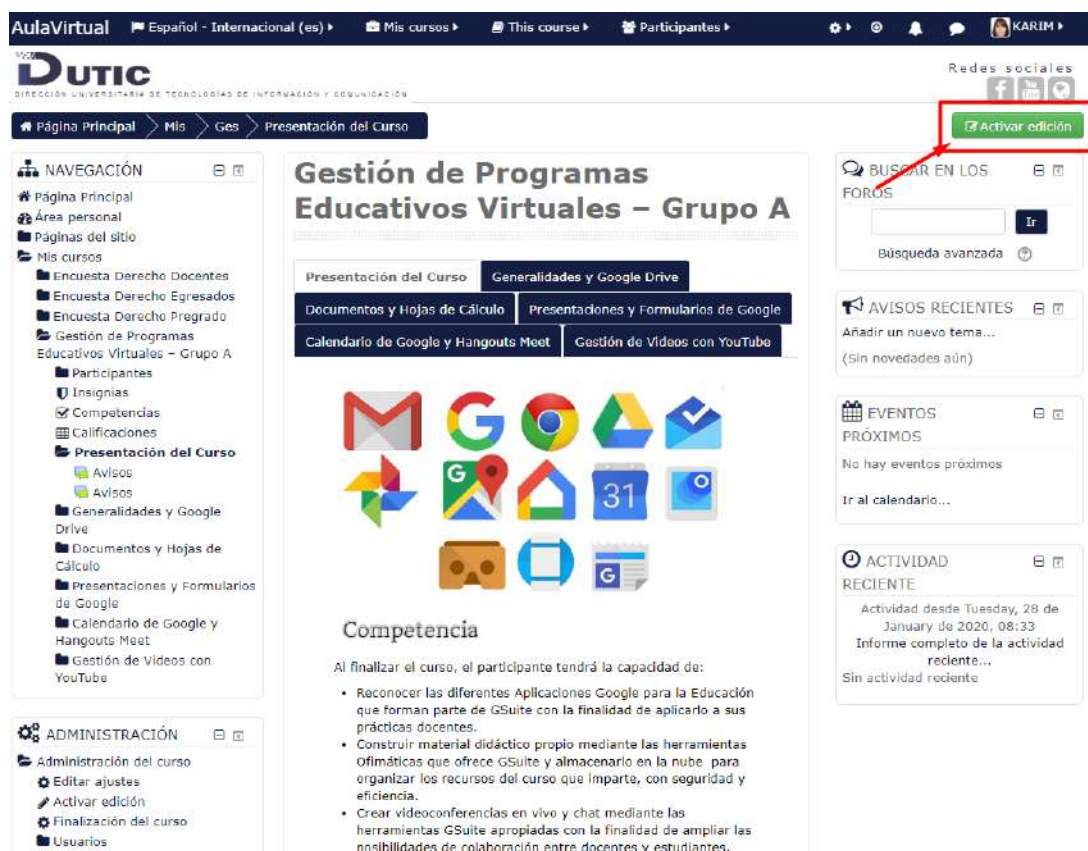 AulaVirtual Español - Internacional (es) Mis cursos This course Participantes KARIM
DUTIC
DIRECCIÓN UNIVERSITARIA DE TECNOLOGÍAS DE INFORMACIÓN Y COMUNICACIÓN
Redes sociales
f You Tube
Página Principal Mis Ges Presentación del Curso
Activar edición
NAVEGACIÓN
Página Principal
Área personal
Páginas del sitio
Mis cursos
Encuesta Derecho Docentes
Encuesta Derecho Egresados
Encuesta Derecho Pregrado
Gestión de Programas
Educativos Virtuales – Grupo A
Participantes
Insignias
Competencias
Calificaciones
Presentación del Curso
Avisos
Avisos
Generalidades y Google
Drive
Documentos y Hojas de
Cálculo
Presentaciones y Formularios
de Google
Calendario de Google y
Hangouts Meet
Gestión de Videos con
YouTube
ADMINISTRACIÓN
Administración del curso
Editar ajustes
Activar edición
Finalización del curso
Usuarios
Gestión de Programas
Educativos Virtuales – Grupo A
Presentación del Curso Generalidades y Google Drive
Documentos y Hojas de Cálculo Presentaciones y Formularios de Google
Calendario de Google y Hangouts Meet Gestión de Videos con YouTube
G
31
G
Competencia
Al finalizar el curso, el participante tendrá la capacidad de:
• Reconocer las diferentes Aplicaciones Google para la Educación
que forman parte de GSuite con la finalidad de aplicarlo a sus
prácticas docentes.
• Construir material didáctico propio mediante las herramientas
Ofimáticas que ofrece GSuite y almacenarlo en la nube para
organizar los recursos del curso que imparte, con seguridad y
eficiencia.
• Crear videoconferencias en vivo y chat mediante las
herramientas GSuite apropiadas con la finalidad de ampliar las
posibilidades de colaboración entre docentes y estudiantes.
BUSCAR EN LOS
FOROS
Ir
Búsqueda avanzada
AVISOS RECIENTES
Añadir un nuevo tema...
(Sin novedades aún)
EVENTOS
PRÓXIMOS
No hay eventos próximos
Ir al calendario...
ACTIVIDAD
RECIENTE
Actividad desde Tuesday, 28 de
January de 2020, 08:33
Informe completo de la actividad
reciente...
Sin actividad reciente